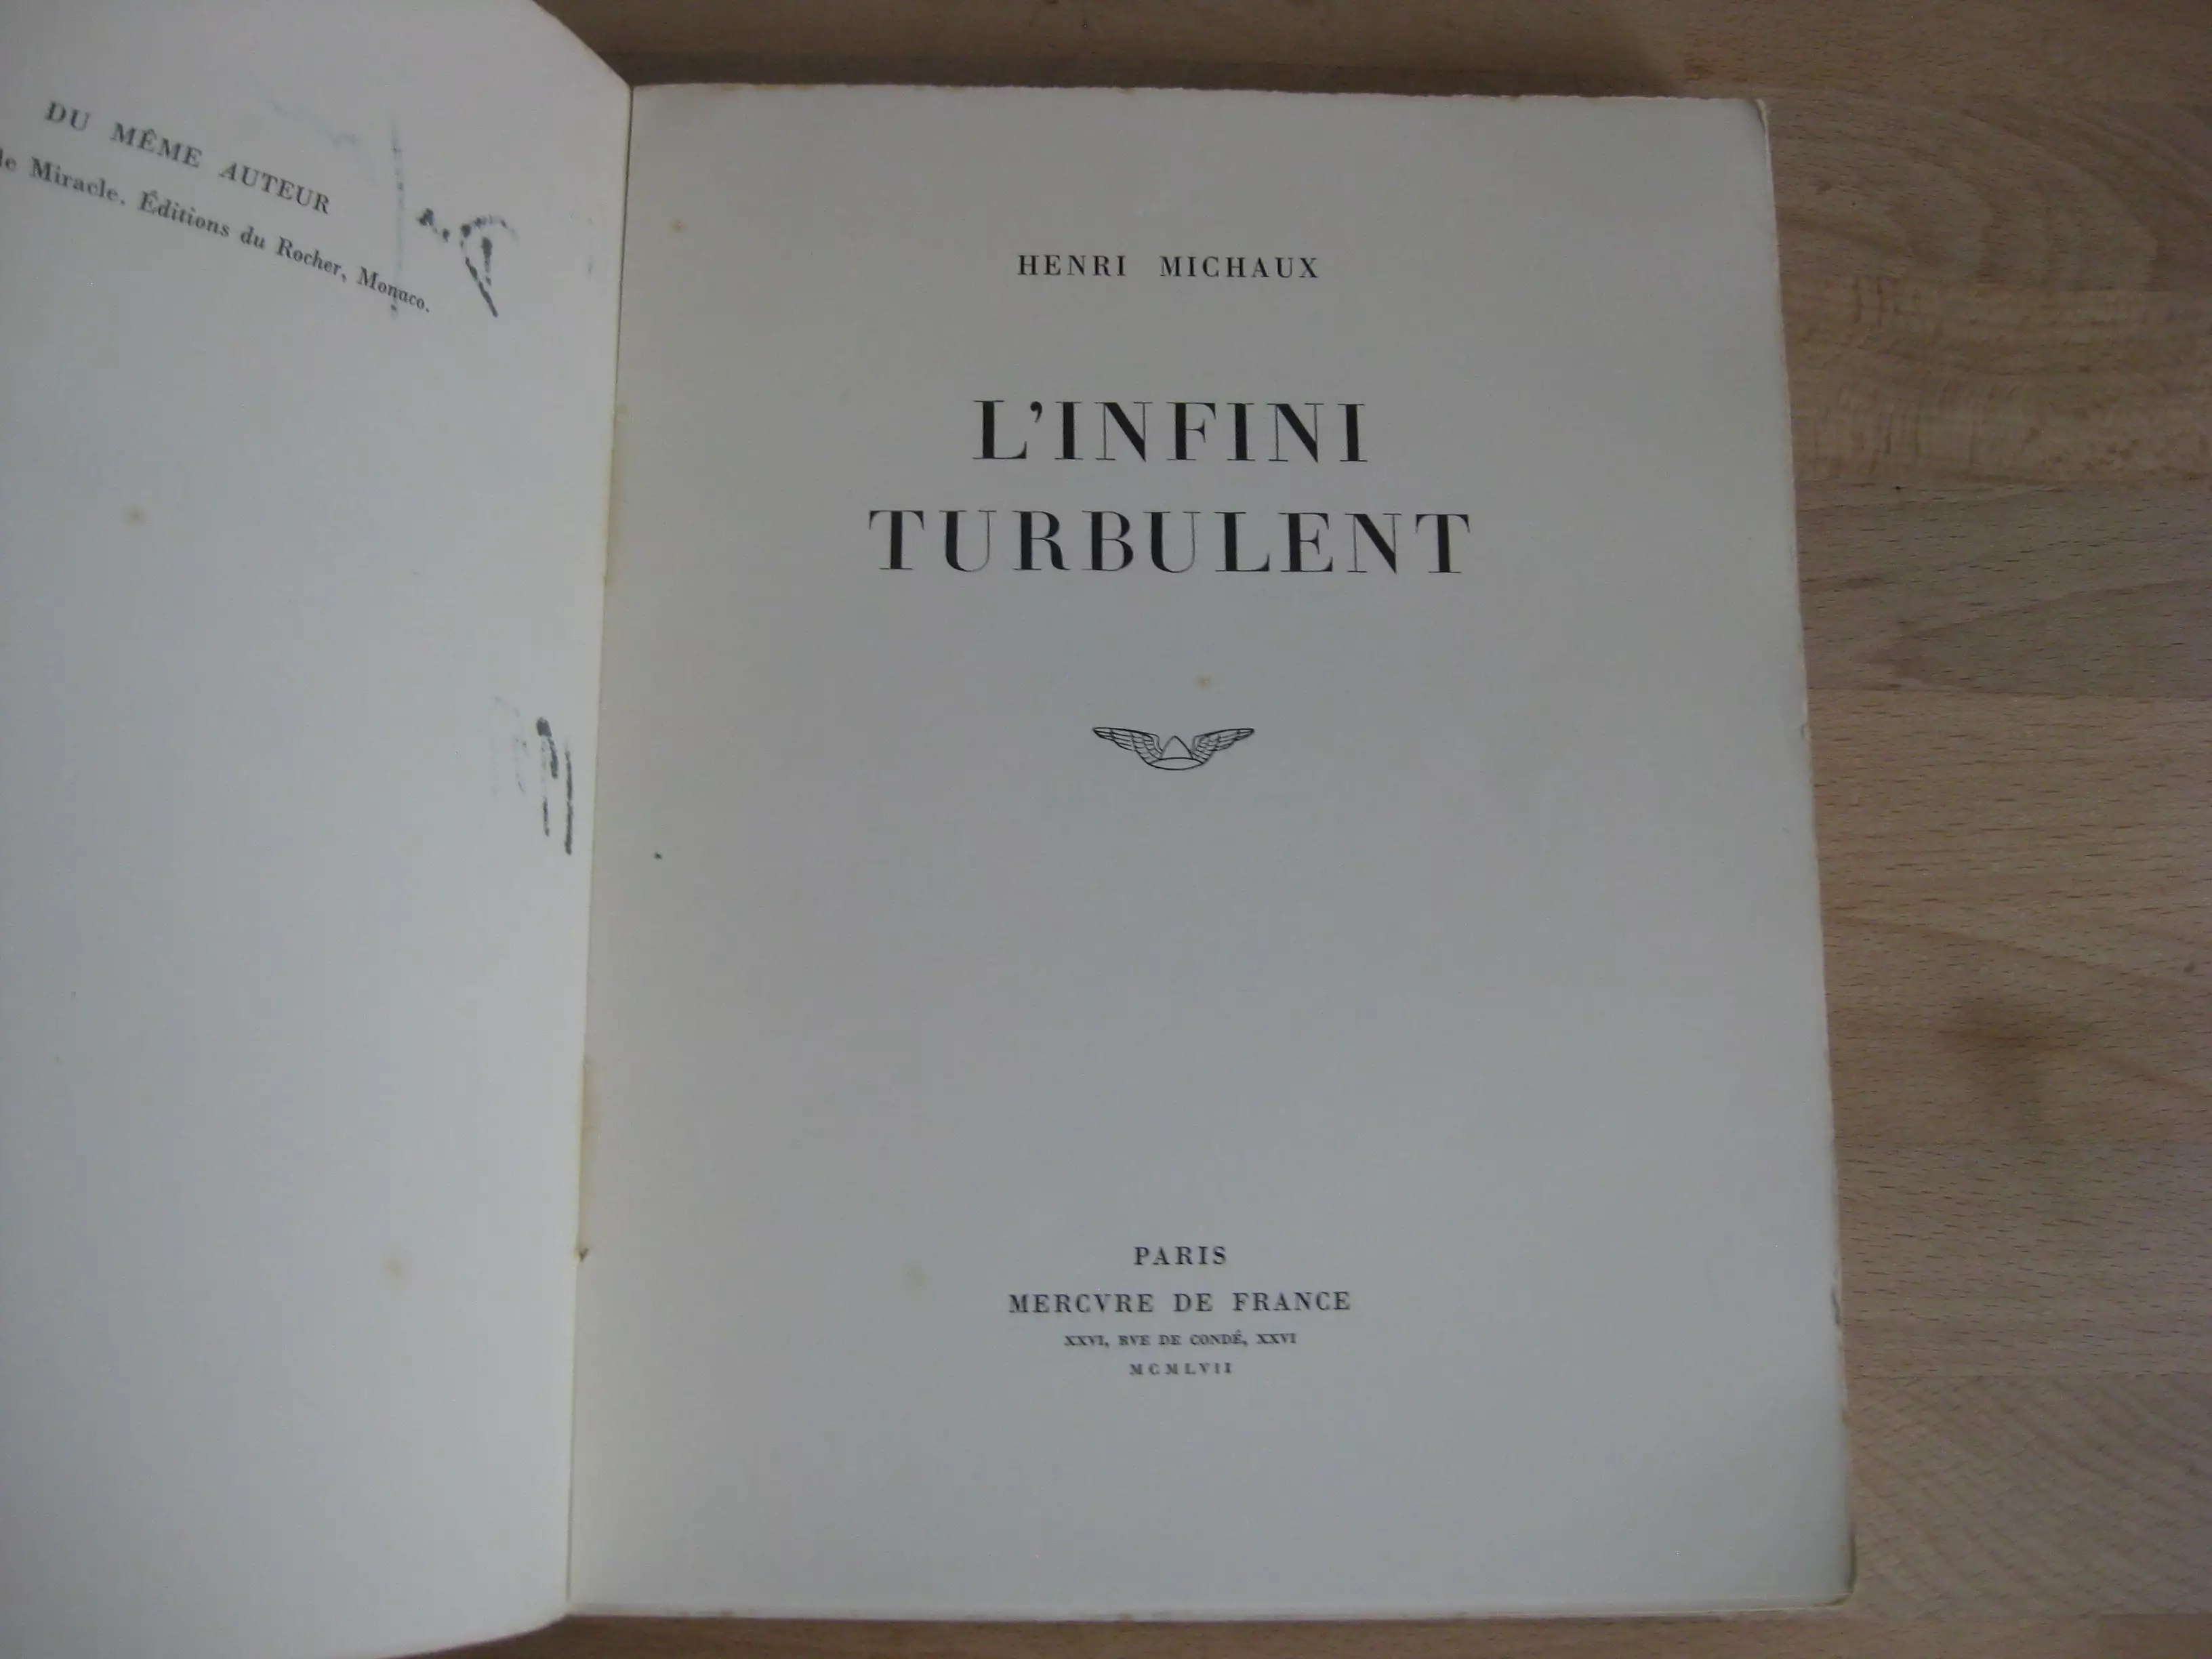 DU MÊME AUTEUR
le Miracle. Éditions du Rocher, Monaco.
HENRI MICHAUX
L'INFINI
TURBULENT
PARIS
MERCVRE DE FRANCE
XXVI, RVE DE CONDÉ, XXVI
MCMLVII